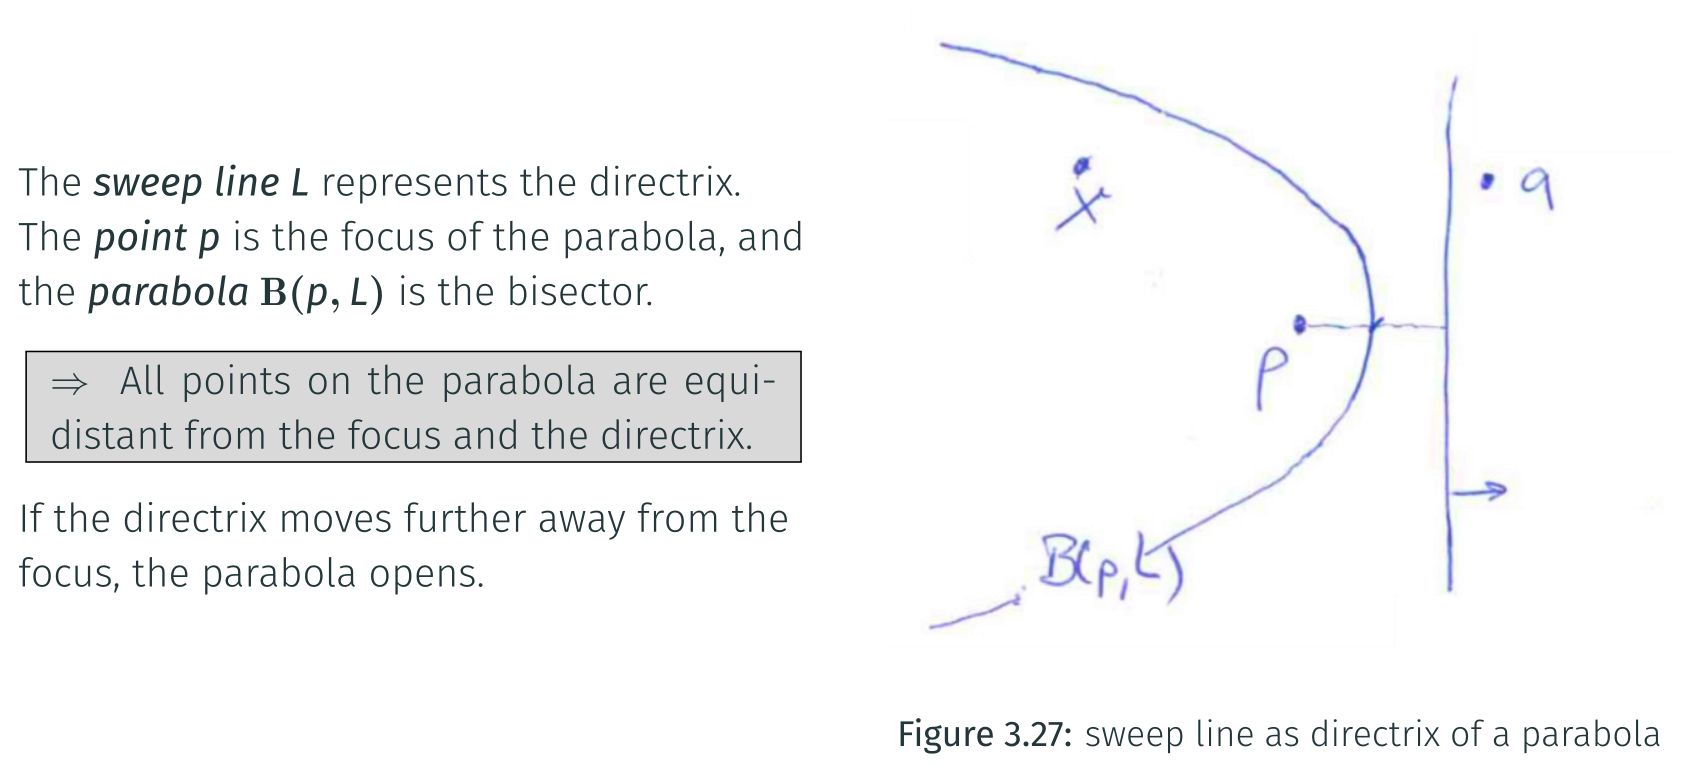 The sweep line L represents the directrix.
The point p is the focus of the parabola, and
the parabola B(p, L) is the bisector.
⇒ All points on the parabola are equi-
distant from the focus and the directrix.
If the directrix moves further away from the
focus, the parabola opens.
x
q
p
B(p,L)
Figure 3.27: sweep line as directrix of a parabola